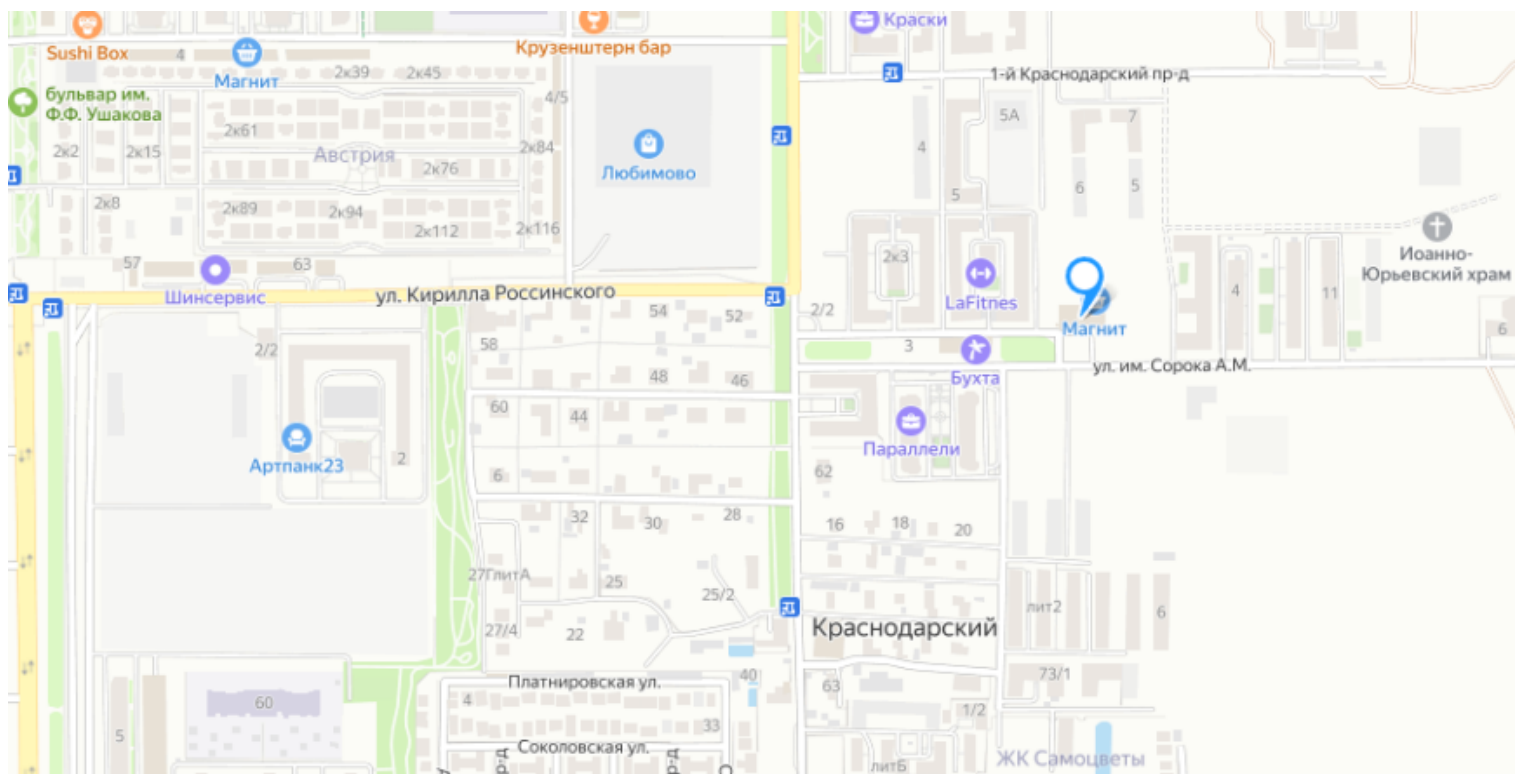 Краски
Sushi Box
4
Магнит
Крузенштерн бар
2к39
2к45
1-й Краснодарский пр-д
бульвар им.
Ф.Ф. Ушакова
4/5
5А
7
2к61
4
2к2
2к15
Австрия
2к84
Любимово
2к76
6
5
5
2к8
2к89
2к94
2к112
2к116
2к3
Иоанно-
Юрьевский храм
57
63
Шинсервис
ул. Кирилла Россинского
LaFitnes
4
11
54
52
2/2
Магнит
6
2/2
58
3
48
46
Бухта
ул. им. Сорока А.М.
60
44
Параллели
Артпанк23
2
6
62
32
30
28
16
18
20
27ГлитА
25
25/2
лит2
6
27/4
22
Краснодарский
Платнировская ул.
40
63
73/1
60
4
33
1/2
5
Соколовская ул.
р-д
р-д
лит6
ЖК Самоцветы